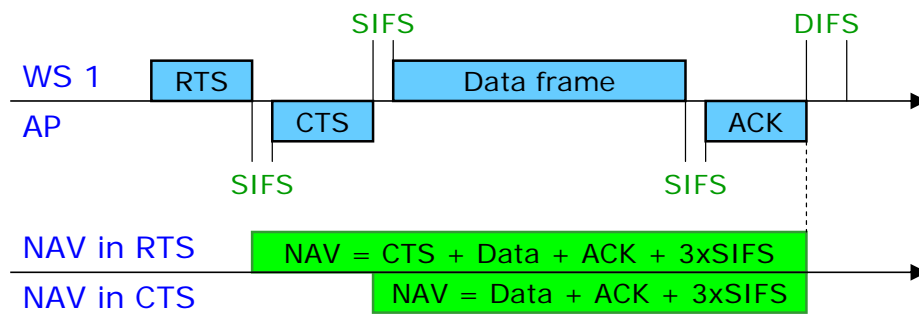 SIFS
DIFS
WS 1
RTS
Data frame
AP
CTS
ACK
SIFS
SIFS
NAV in RTS
NAV = CTS + Data + ACK + 3xSIFS
NAV in CTS
NAV = Data + ACK + 3xSIFS